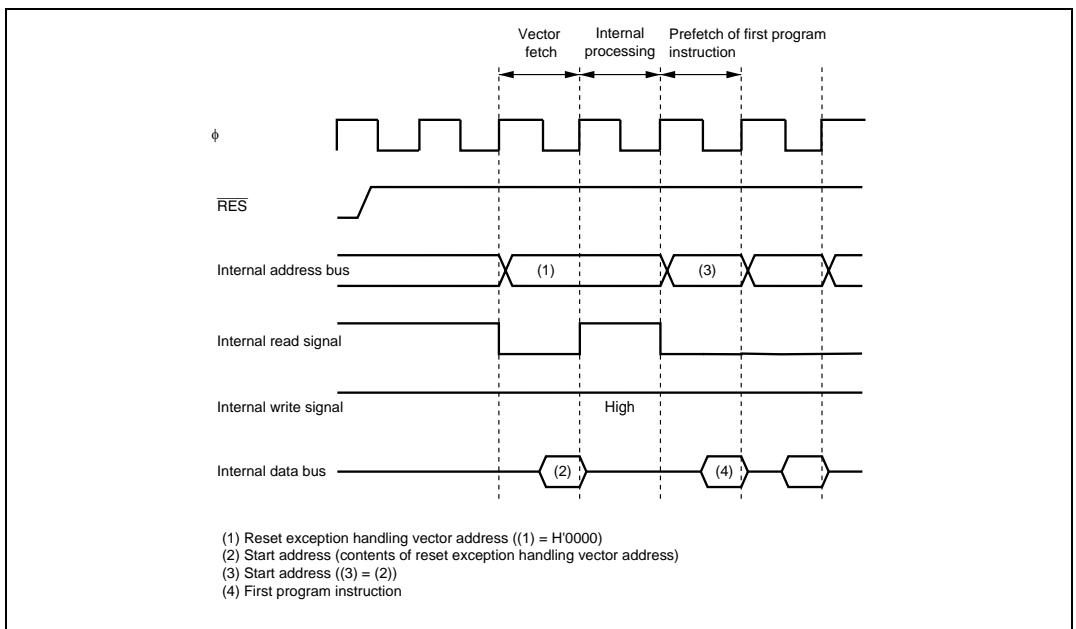 Vector
fetch
Internal
processing
Prefetch of first program
instruction
ϕ
RES
Internal address bus
(1)
(3)
Internal read signal
Internal write signal
High
Internal data bus
(2)
(4)
(1) Reset exception handling vector address ((1) = H'0000)
(2) Start address (contents of reset exception handling vector address)
(3) Start address ((3) = (2))
(4) First program instruction